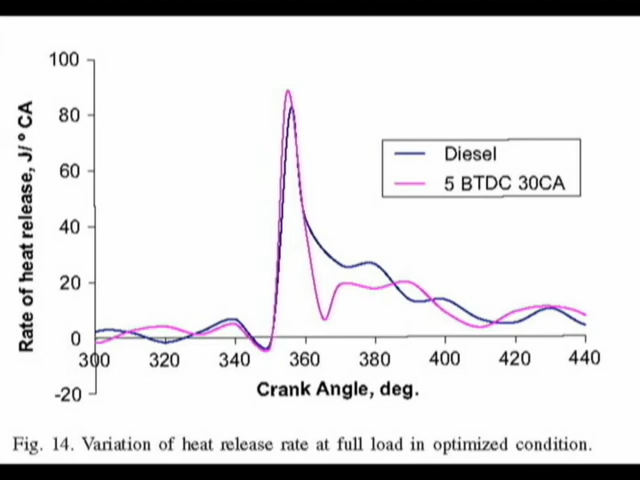 100
80
60
40
20
0
-20
Rate of heat release, J/ º CA
Diesel
5 BTDC 30CA
300 320 340 360 380 400 420 440
Crank Angle, deg.
Fig. 14. Variation of heat release rate at full load in optimized condition.